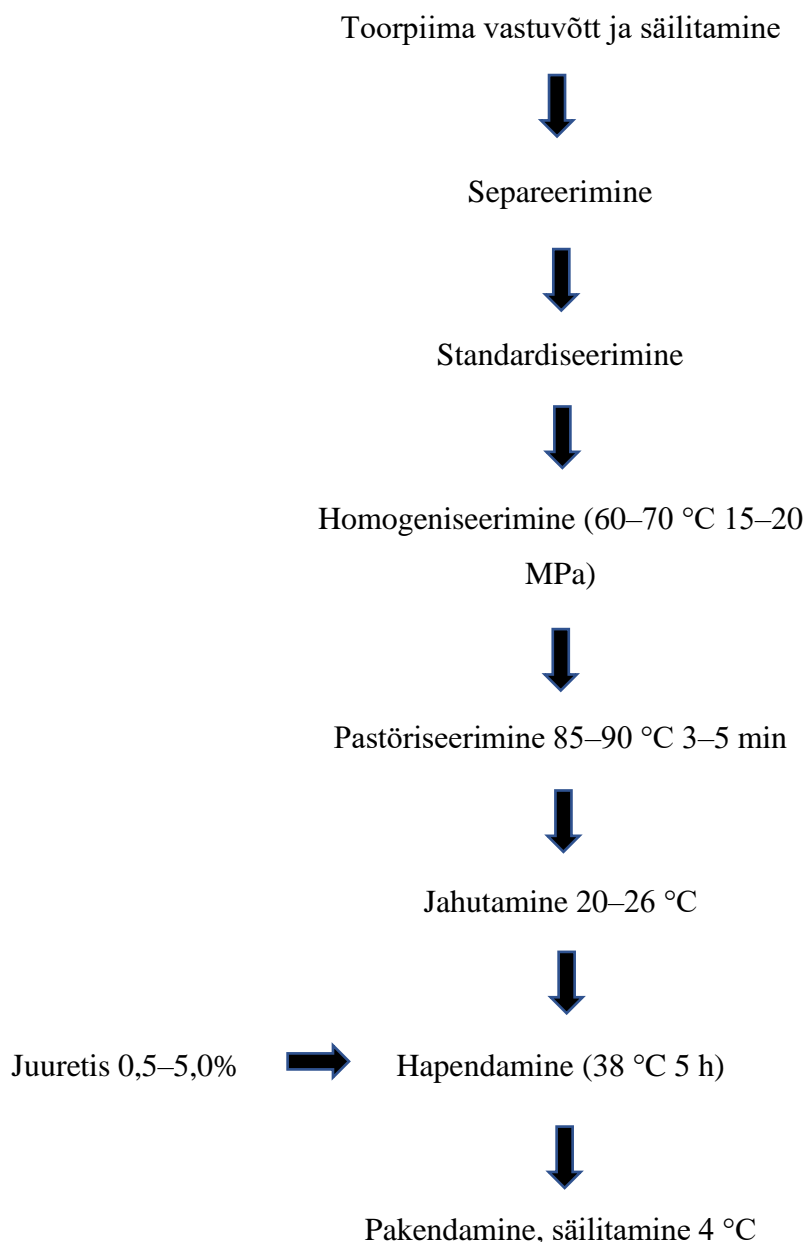 Toorpiima vastuvõtt ja säilitamine
Separeerimine
Standardiseerimine
Homogeniseerimine (60–70 °C 15–20
MPa)
Pastöriseerimine 85–90 °C 3–5 min
Jahutamine 20–26 °C
Juuretis 0,5–5,0%
Hapendamine (38 °C 5 h)
Pakendamine, säilitamine 4 °C